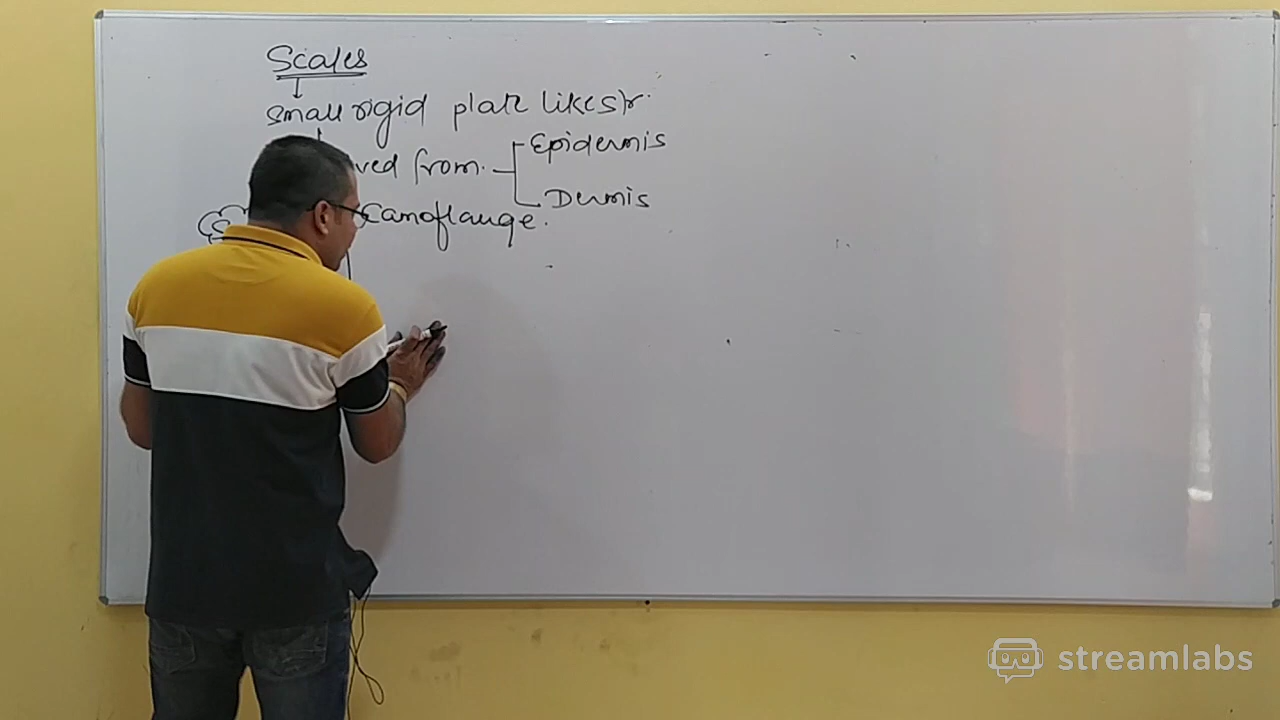 Scales
small rigid plate like str.
ved from.
Epidermis
Dermis
Camoflauge.
streamlabs